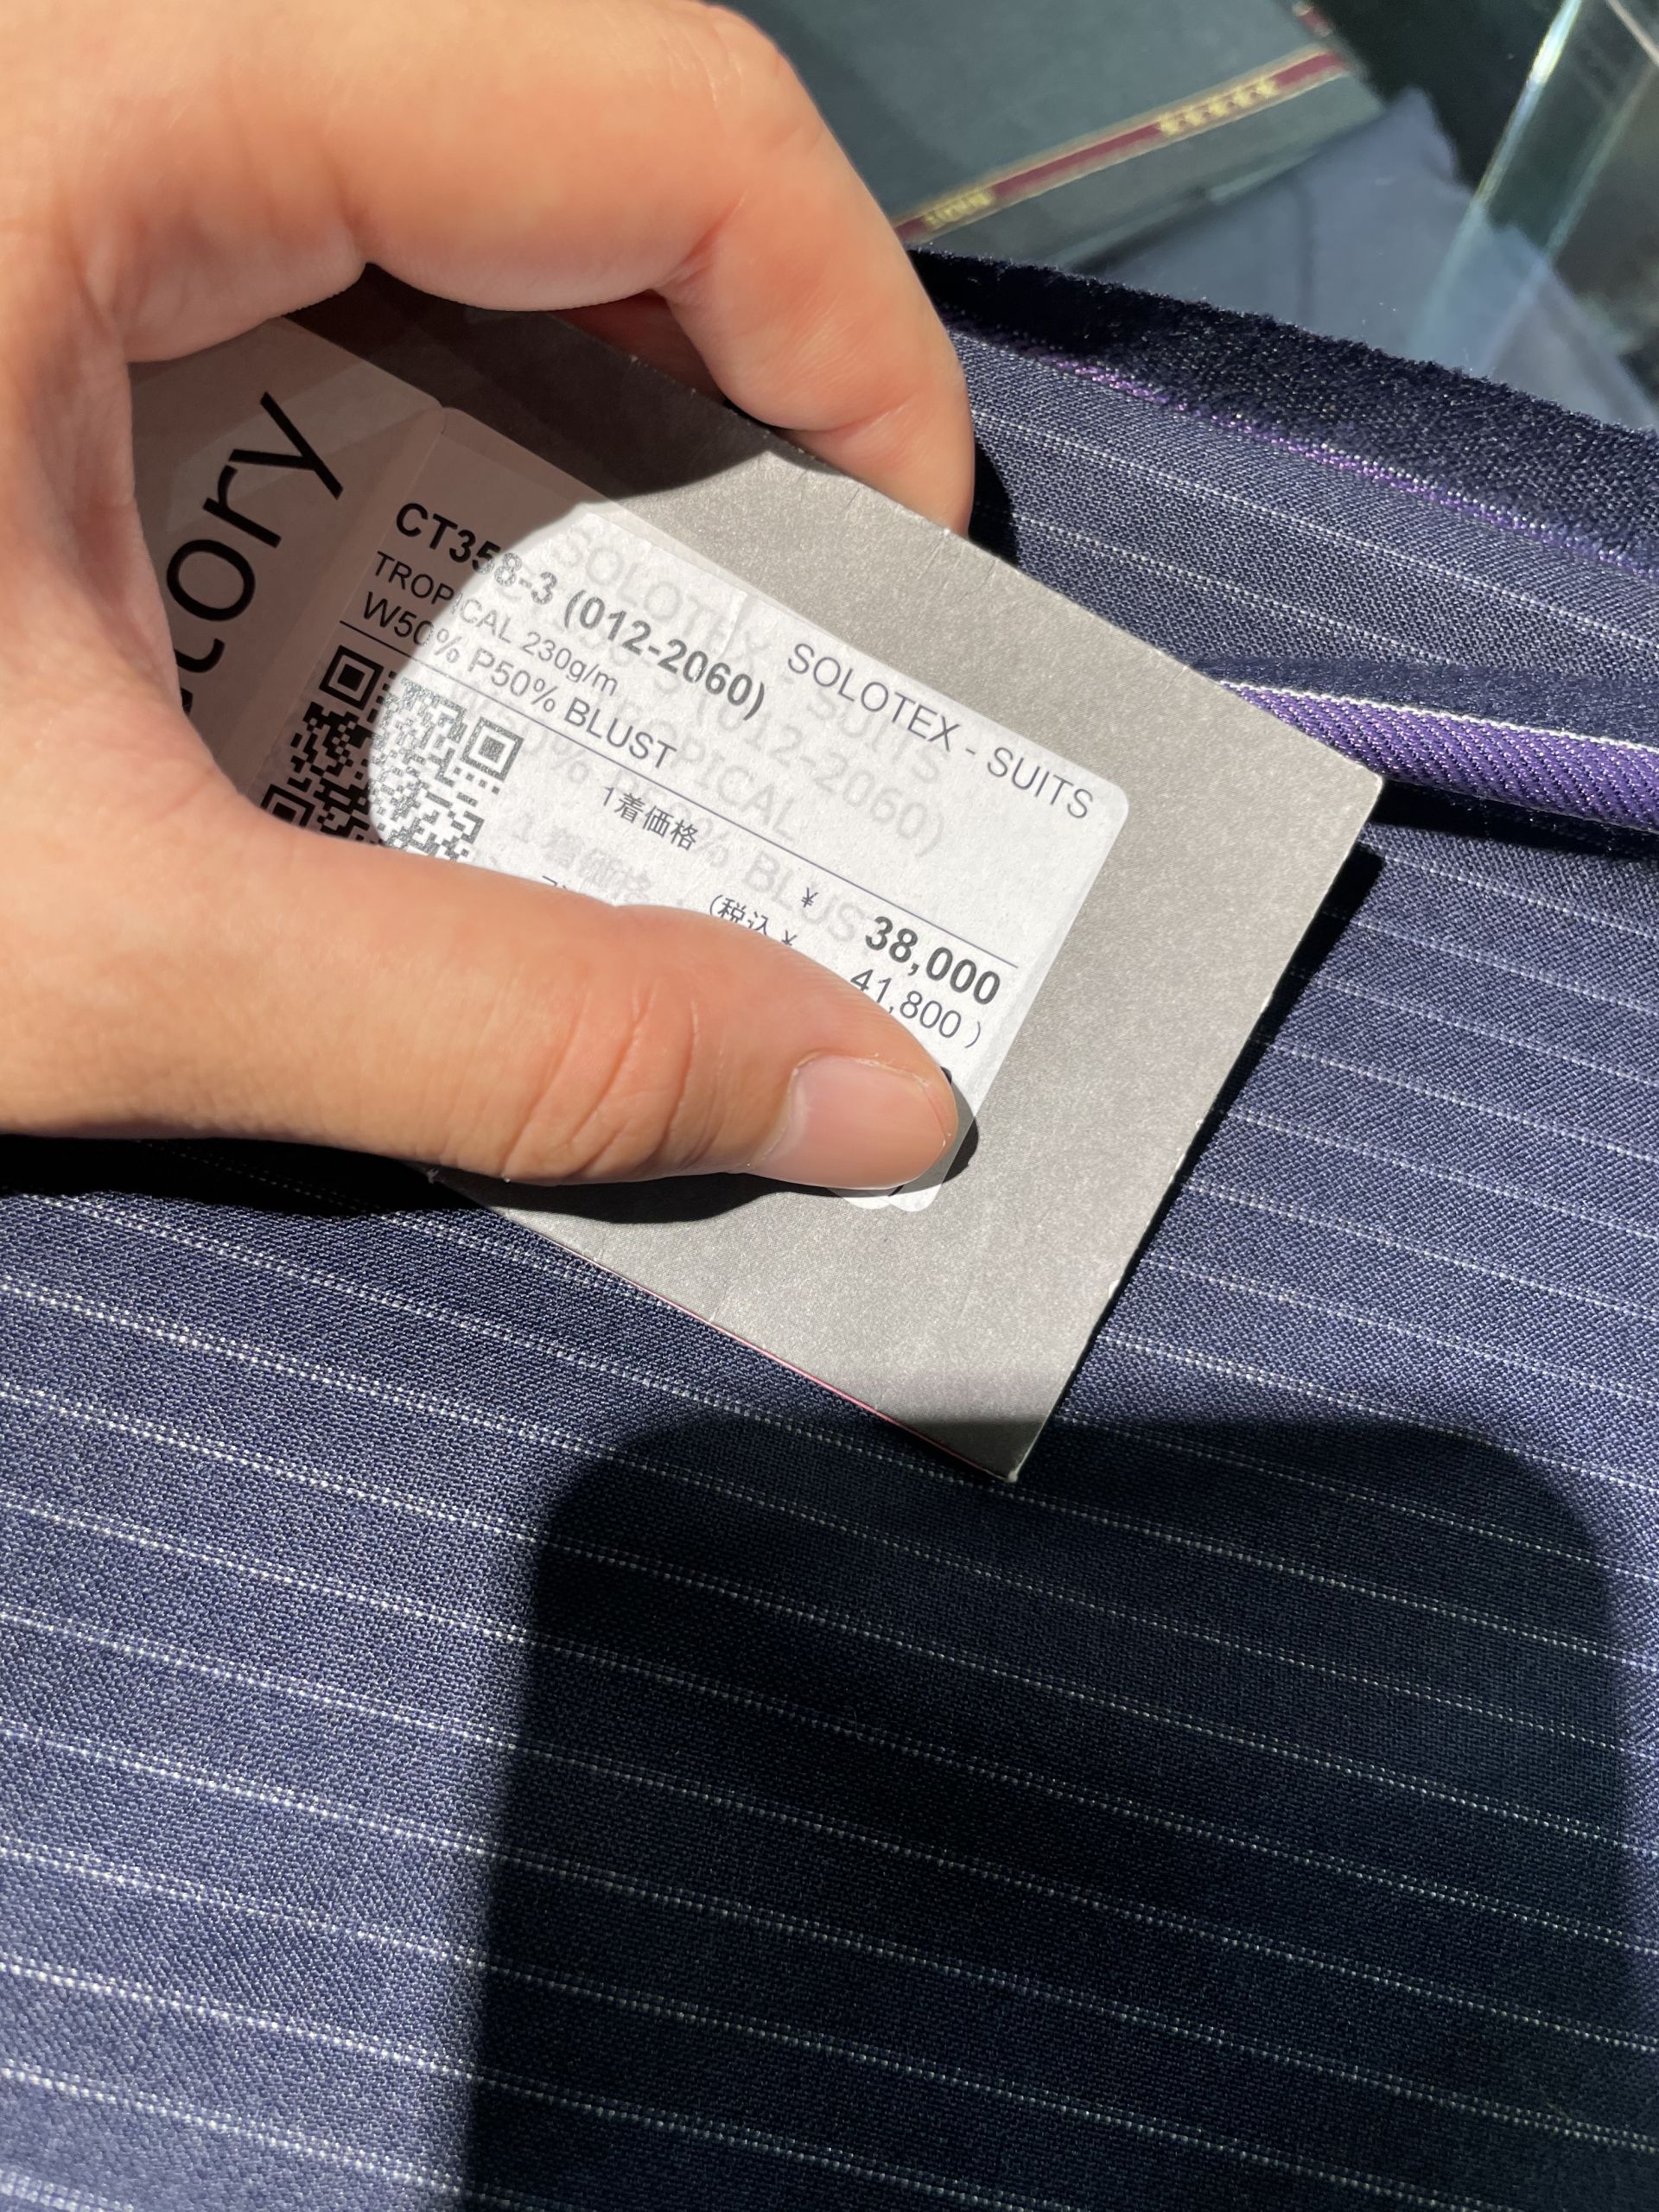 tory
SOLOTEX - SUITS
CT358-3 (012-2060)
TROPICAL 230g/m
W50% P50% BLUST
1着価格
¥ 38,000
(税込 ¥ 41,800 )